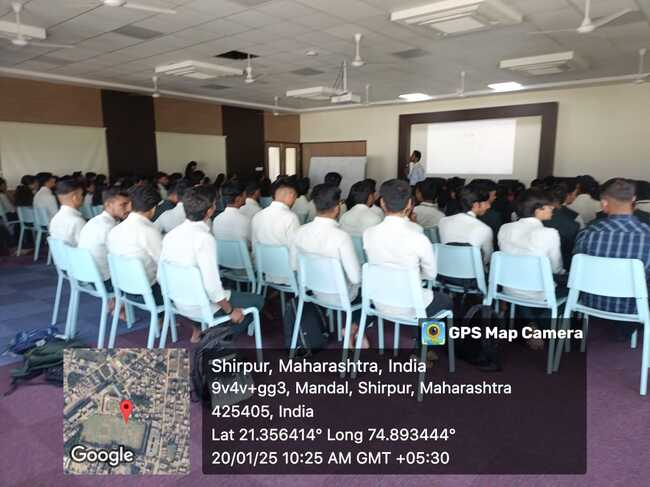 GPS Map Camera
Shirpur, Maharashtra, India
9v4v+gg3, Mandal, Shirpur, Maharashtra
425405, India
Lat 21.356414° Long 74.893444°
20/01/25 10:25 AM GMT +05:30
Google